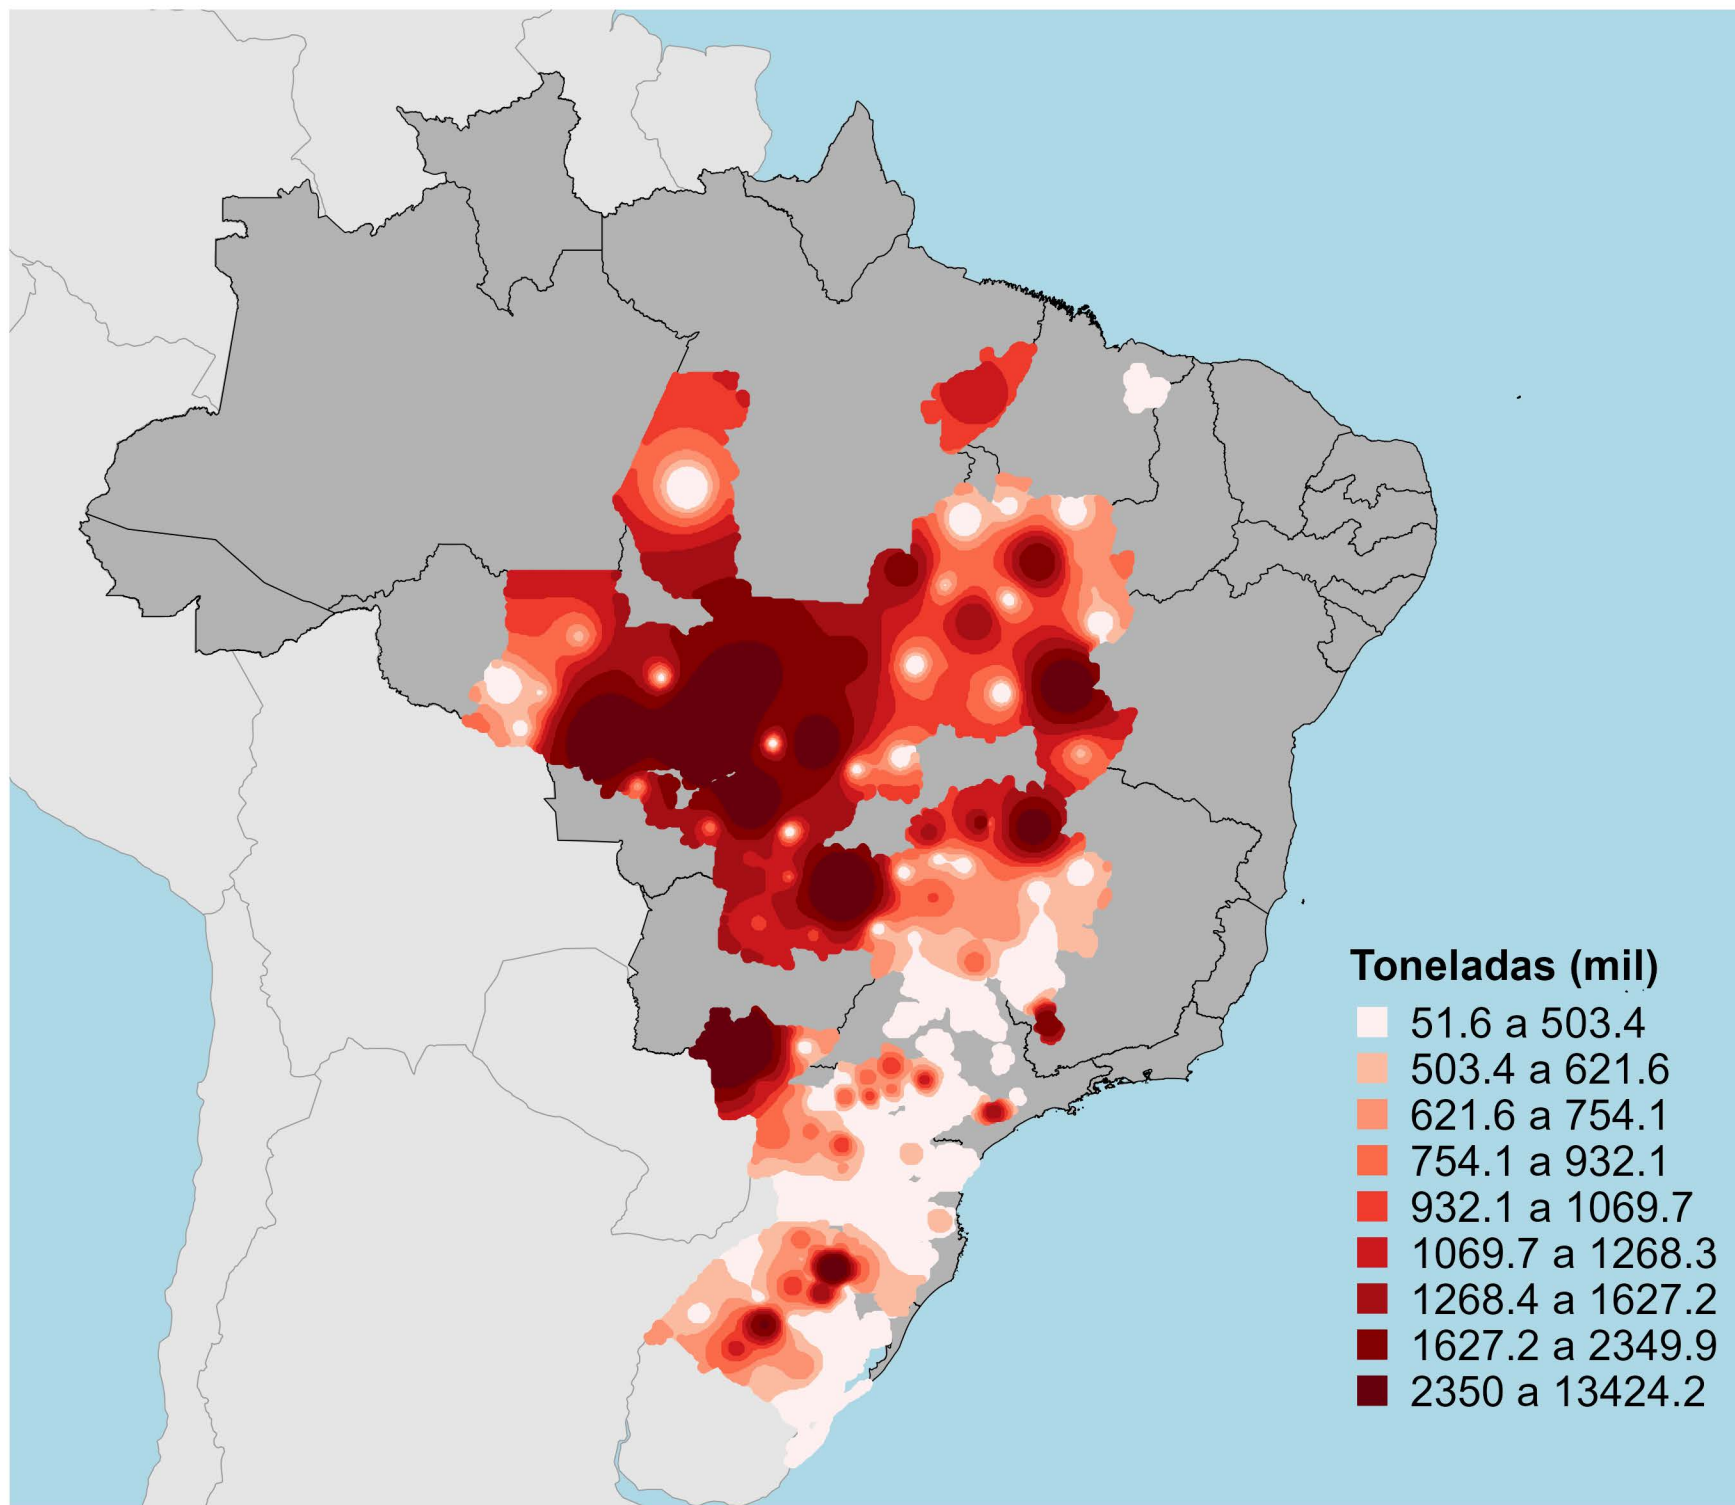 Toneladas (mil)
51.6 a 503.4
503.4 a 621.6
621.6 a 754.1
754.1 a 932.1
932.1 a 1069.7
1069.7 a 1268.3
1268.4 a 1627.2
1627.2 a 2349.9
2350 a 13424.2